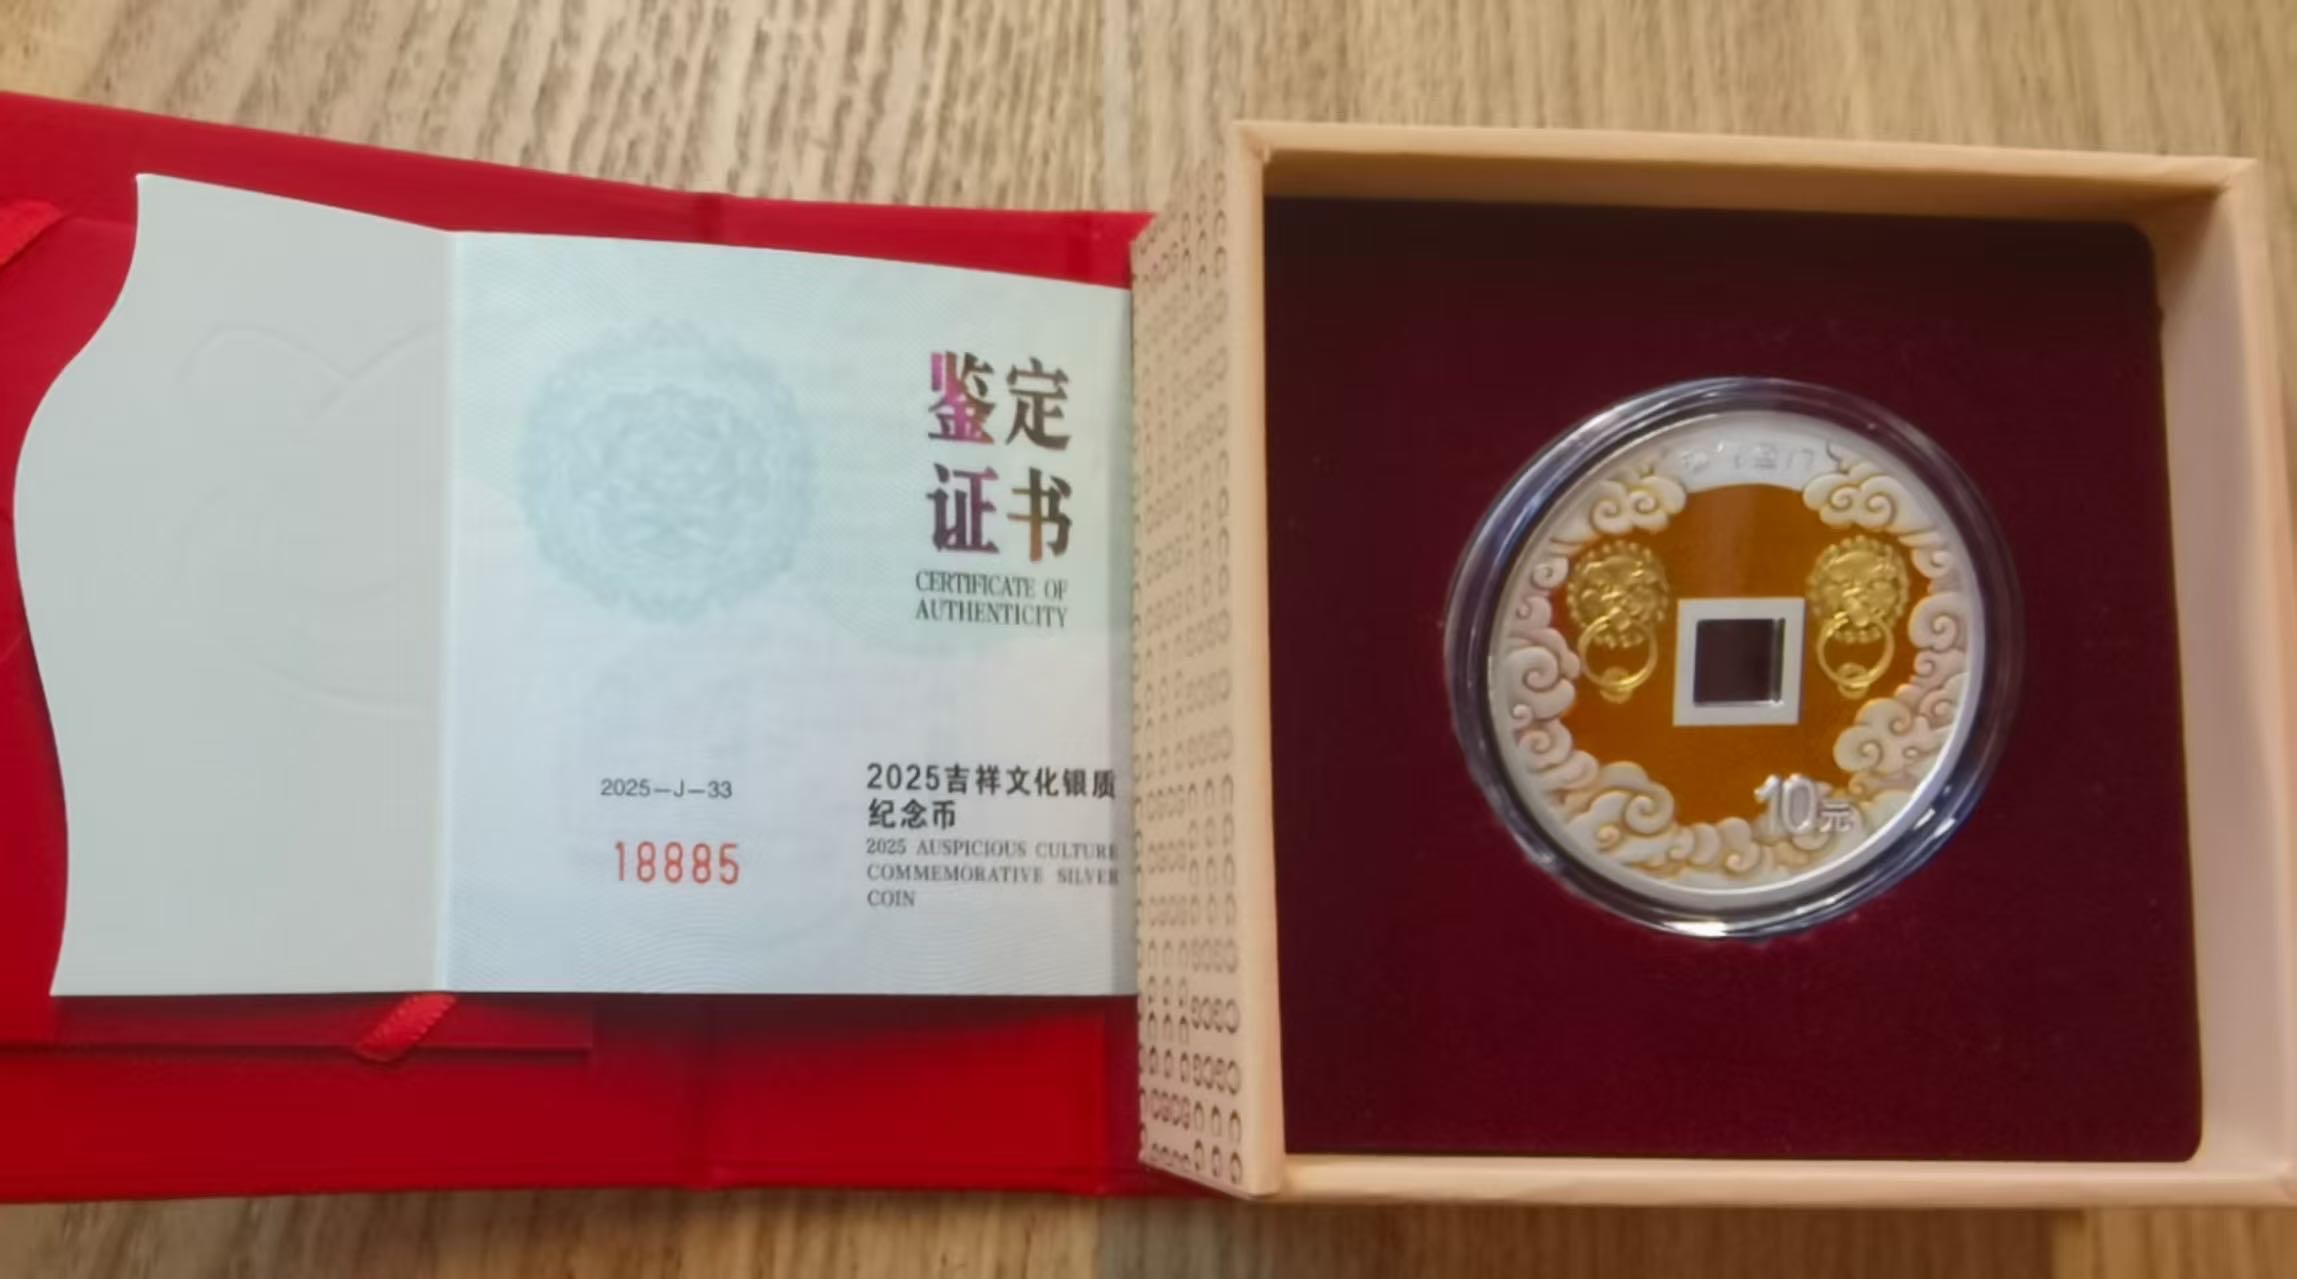 鉴定
证书
CERTIFICATE OF
AUTHENTICITY
2025—J—33
18885
2025吉祥文化银质
纪念币
2025 AUSPICIOUS CULTURE
COMMEMORATIVE SILVER
COIN
10元